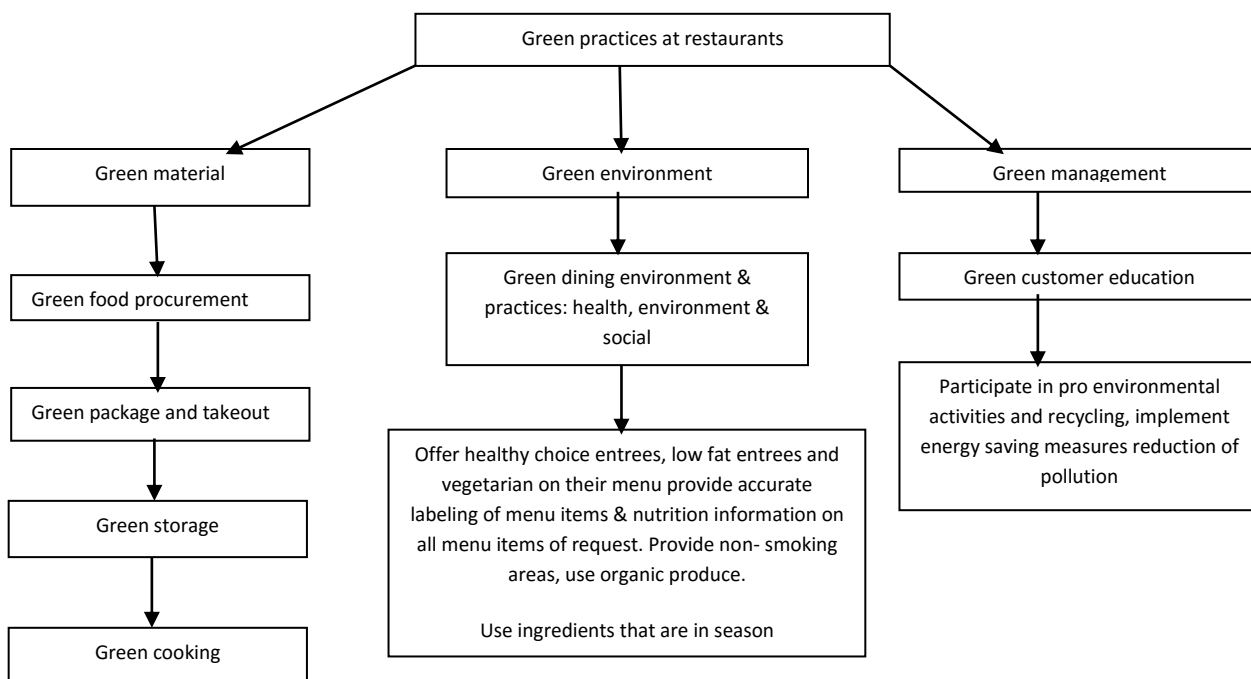 Green practices at restaurants
Green material
Green environment
Green management
Green food procurement
Green dining environment &
practices: health, environment &
social
Green customer education
Green package and takeout
Participate in pro environmental
activities and recycling, implement
energy saving measures reduction of
pollution
Offer healthy choice entrees, low fat entrees and
vegetarian on their menu provide accurate
labeling of menu items & nutrition information on
all menu items of request. Provide non- smoking
areas, use organic produce.
Use ingredients that are in season
Green storage
Green cooking